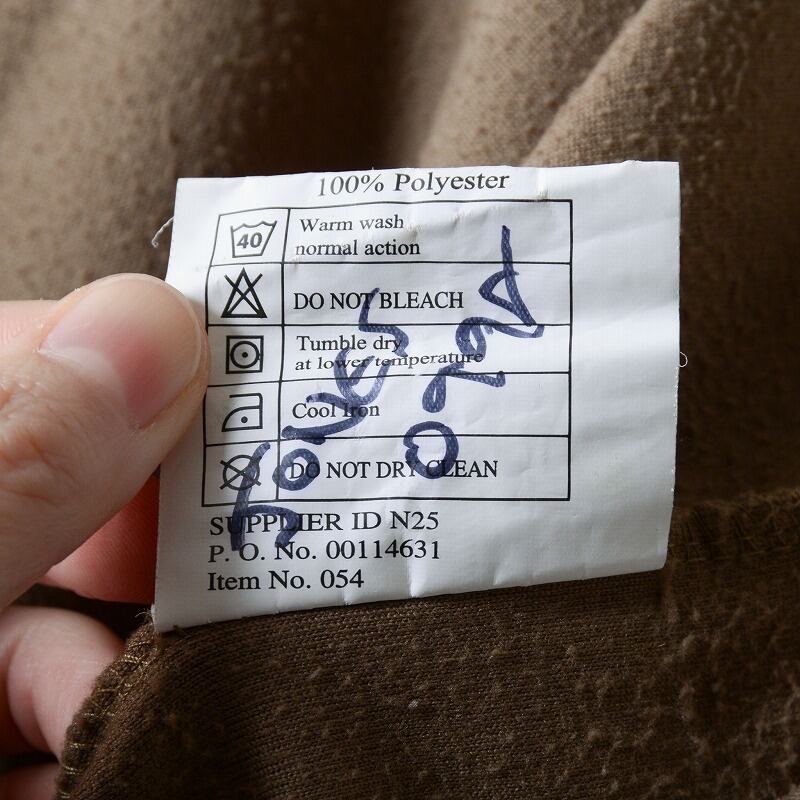 100% Polyester
40
Warm wash
normal action
DO NOT BLEACH
Tumble dry
at lower temperature
Cool Iron
DO NOT DRY CLEAN
SUPPLIER ID N25
P. O. No. 00114631
Item No. 054
JONES